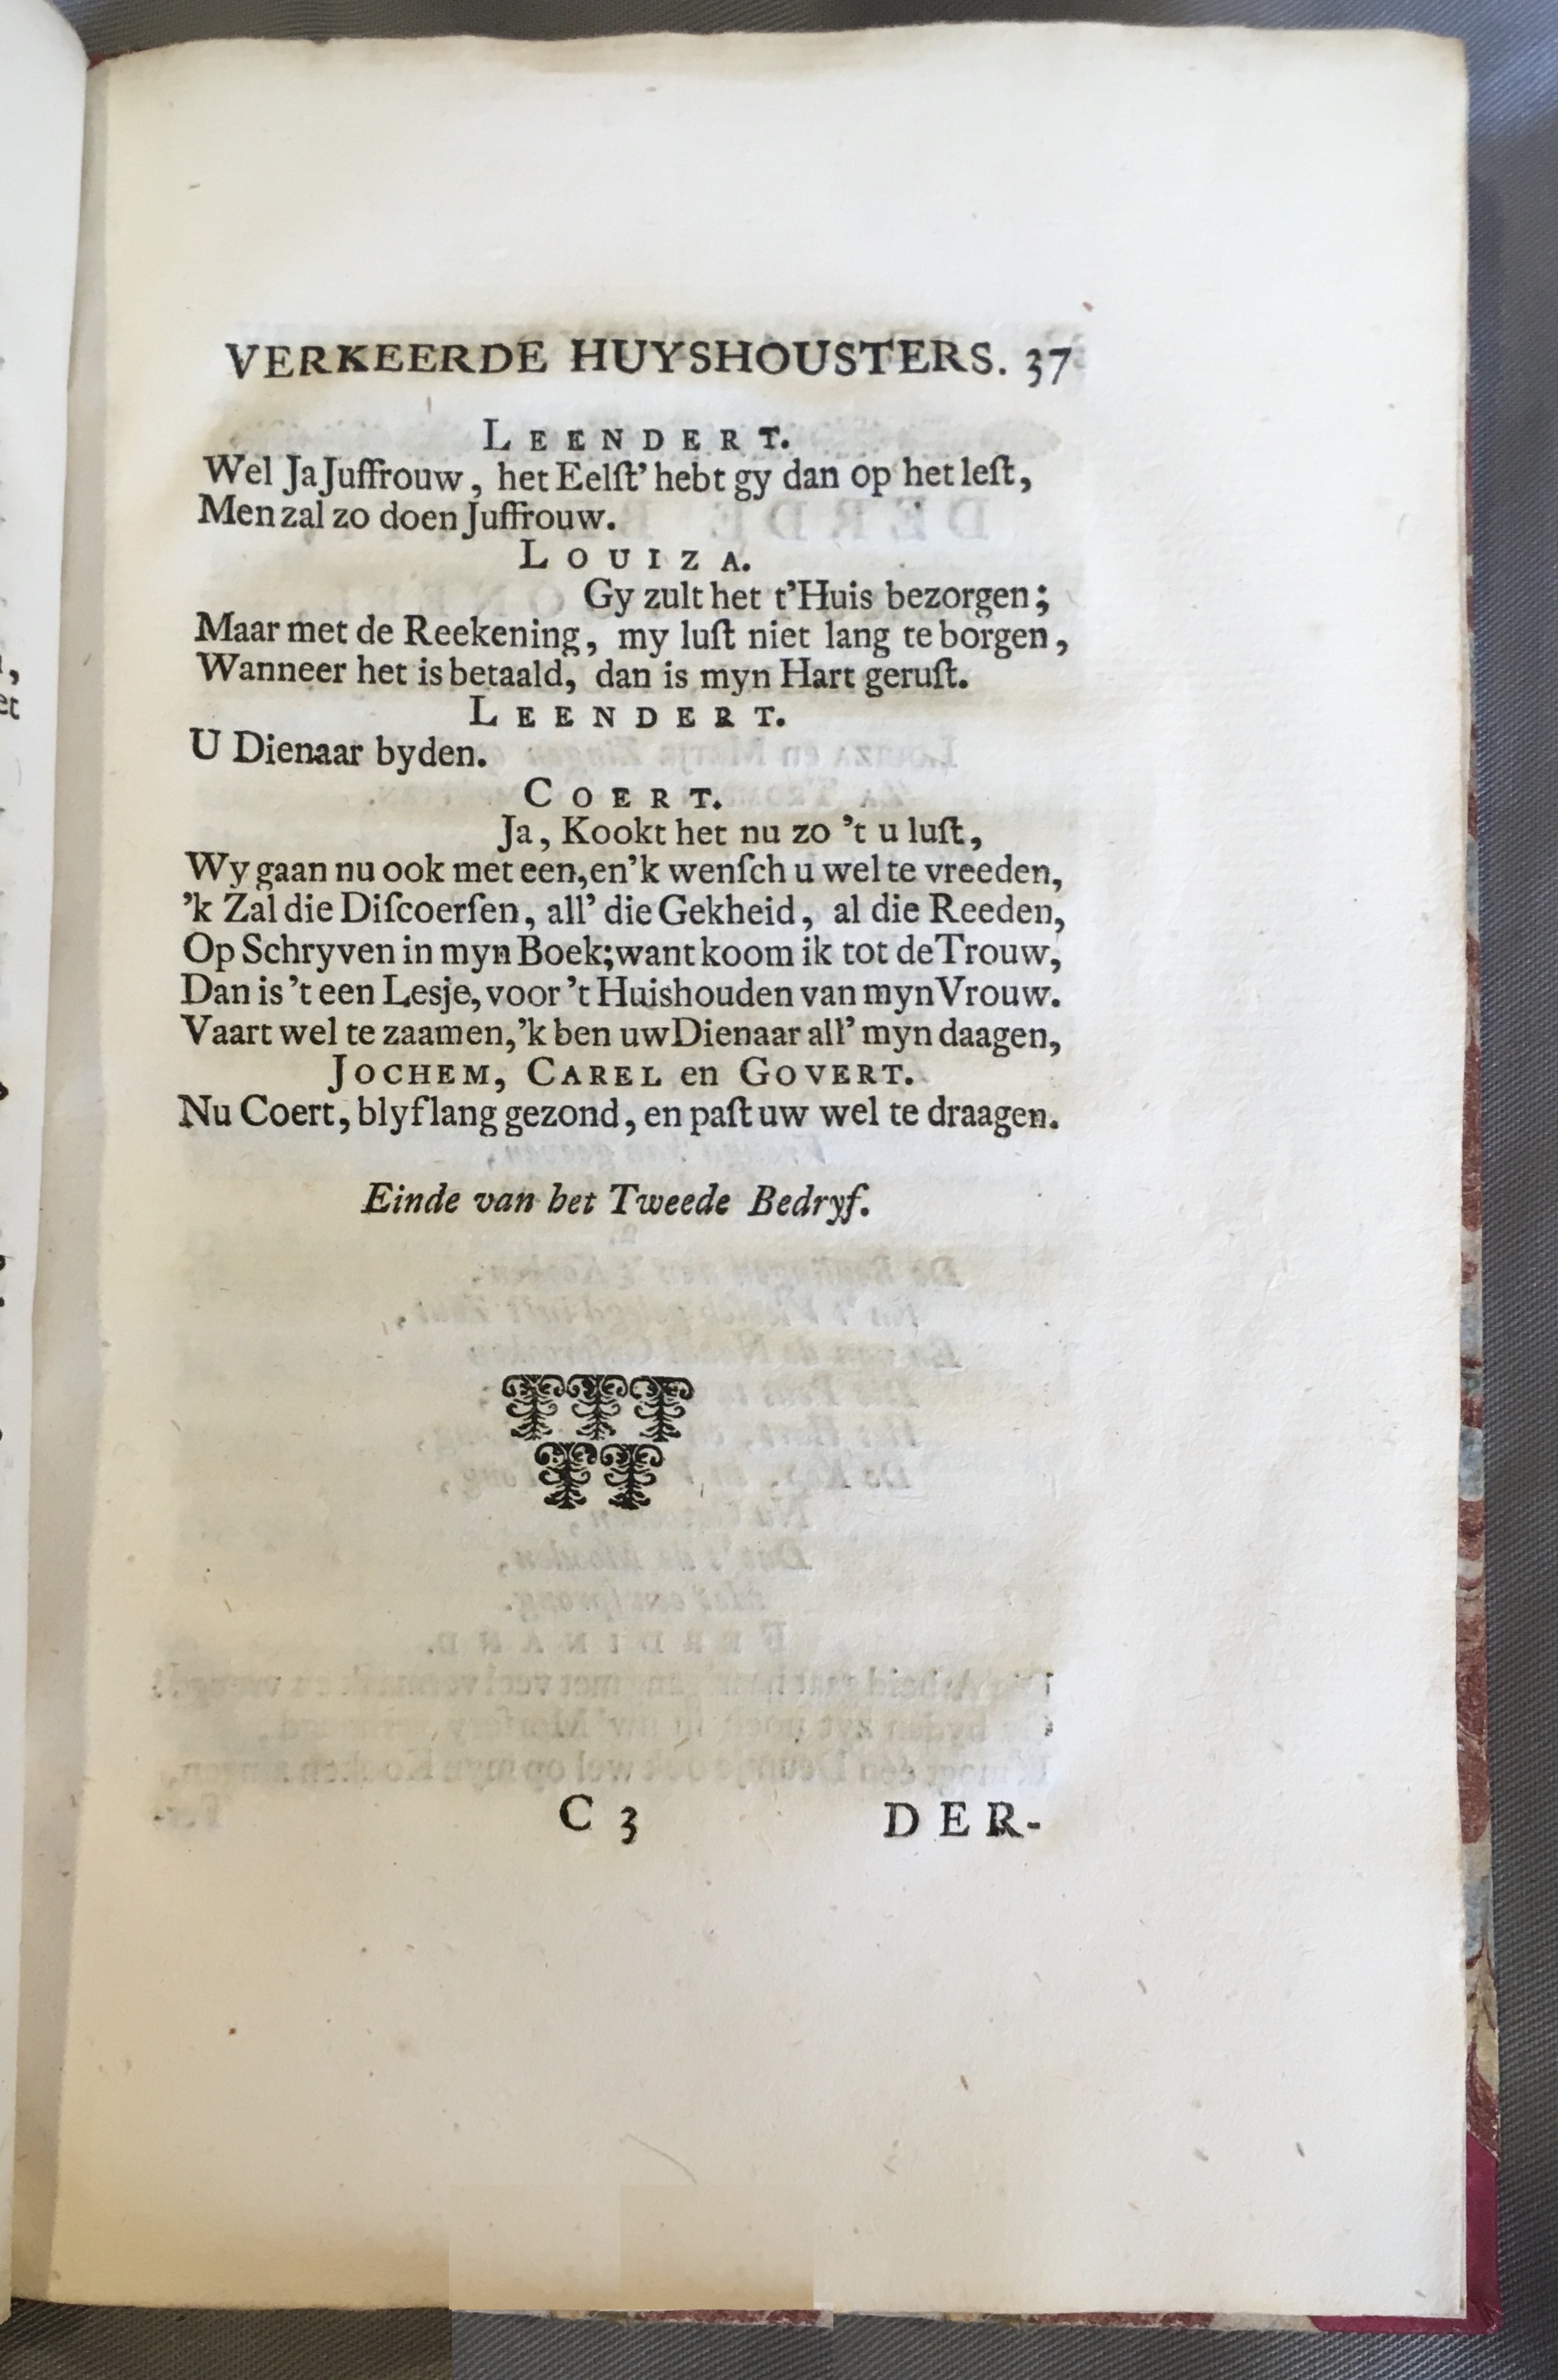 VERKEERDE HUYSHOUSTERS. 37
LEENDERT.
Wel Ja Juffrouw, het Eelſt' hebt gy dan op het leſt,
Men zal zo doen Juffrouw.
LOUIZA.
Gy zult het t'Huis bezorgen;
Maar met de Reekening, my luſt niet lang te borgen,
Wanneer het is betaald, dan is myn Hart geruſt.
LEENDERT.
U Dienaar byden.
COERT.
Ja, Kookt het nu zo 't u luſt,
Wy gaan nu ook met een, en 'k wenſch u wel te vreeden,
'k Zal die Diſcoerſen, all' die Gekheid, al die Reeden,
Op Schryven in myn Boek; want koom ik tot de Trouw,
Dan is 't een Lesje, voor 't Huishouden van myn Vrouw.
Vaart wel te zaamen, 'k ben uw Dienaar all' myn daagen,
JOCHEM, CAREL en GOVERT.
Nu Coert, blyf lang gezond, en paſt uw wel te draagen.
Einde van het Tweede Bedryf.
C 3 DER-